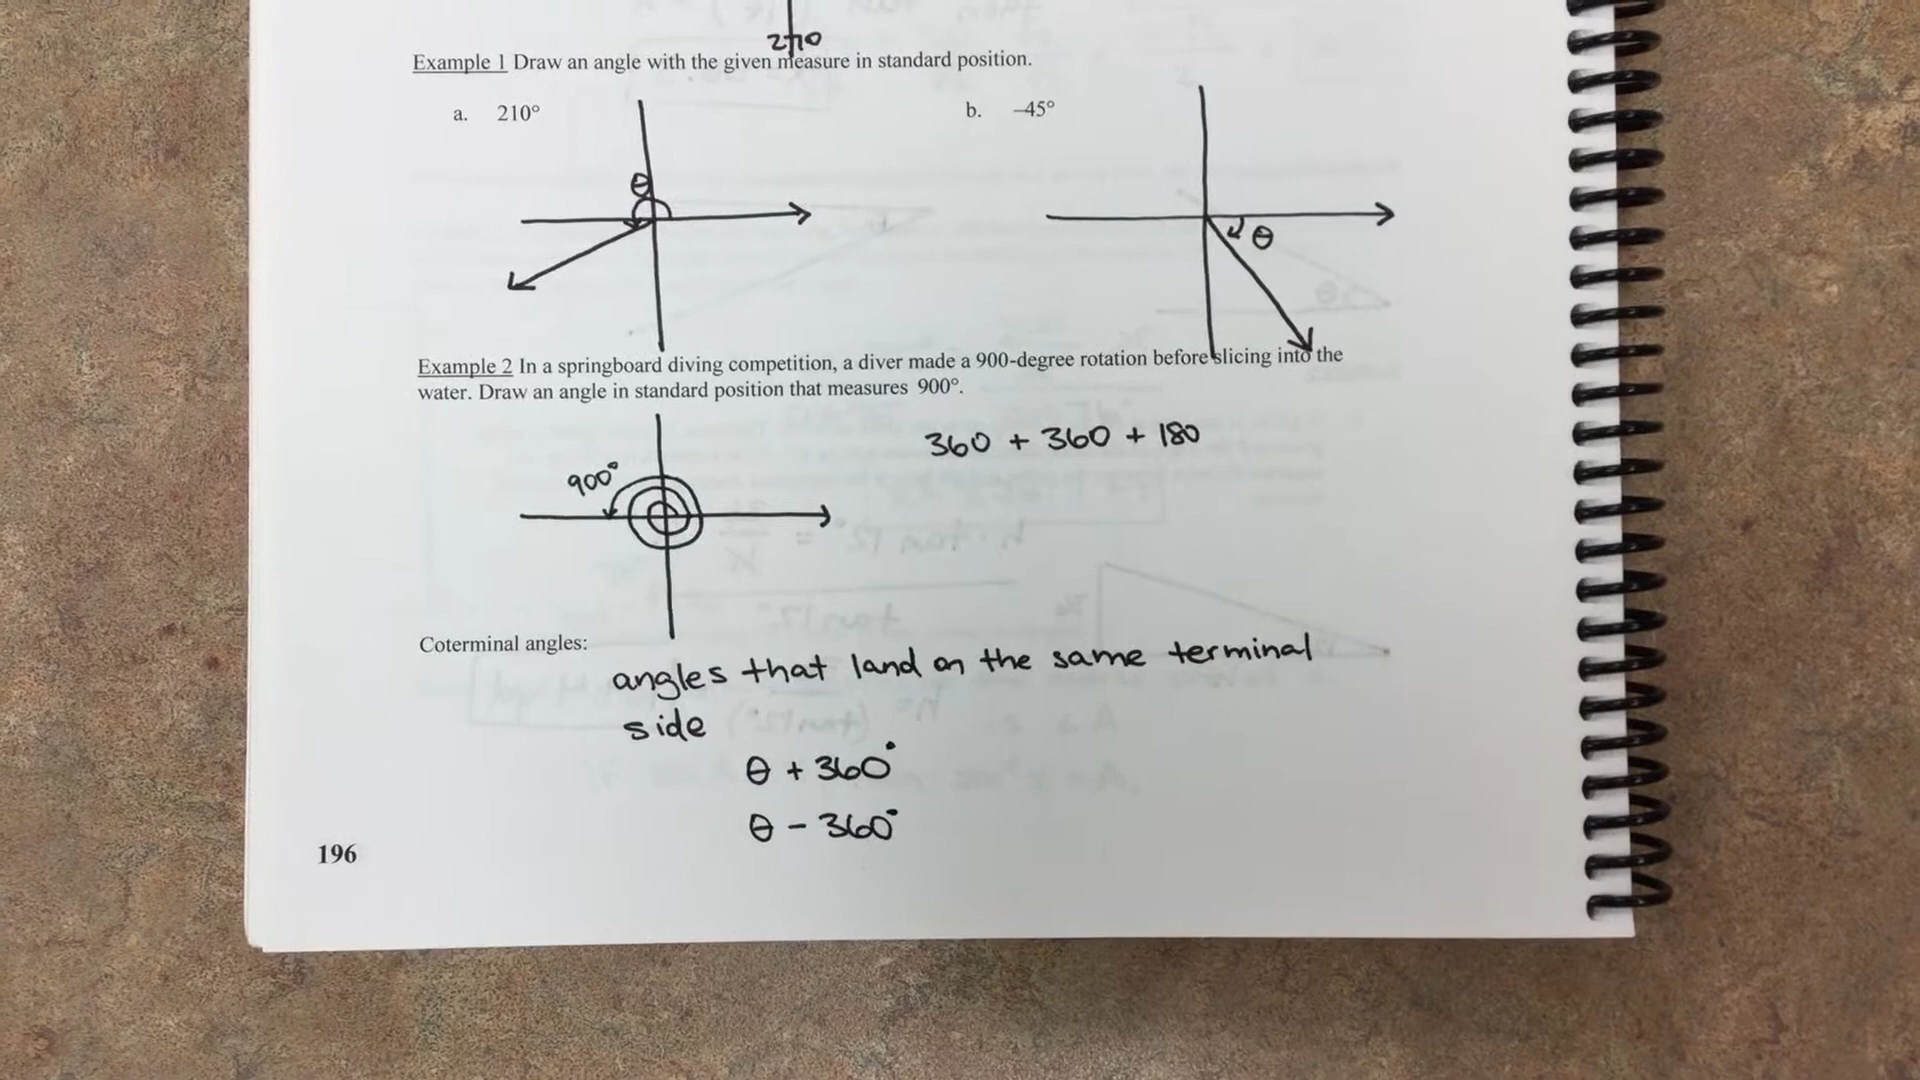 270
Example 1 Draw an angle with the given measure in standard position.
a. 210° b. –45°
θ
θ
Example 2 In a springboard diving competition, a diver made a 900-degree rotation before slicing into the
water. Draw an angle in standard position that measures 900°.
360 + 360 + 180
900°
Coterminal angles:
angles that land on the same terminal
side
θ + 360°
θ - 360°
196